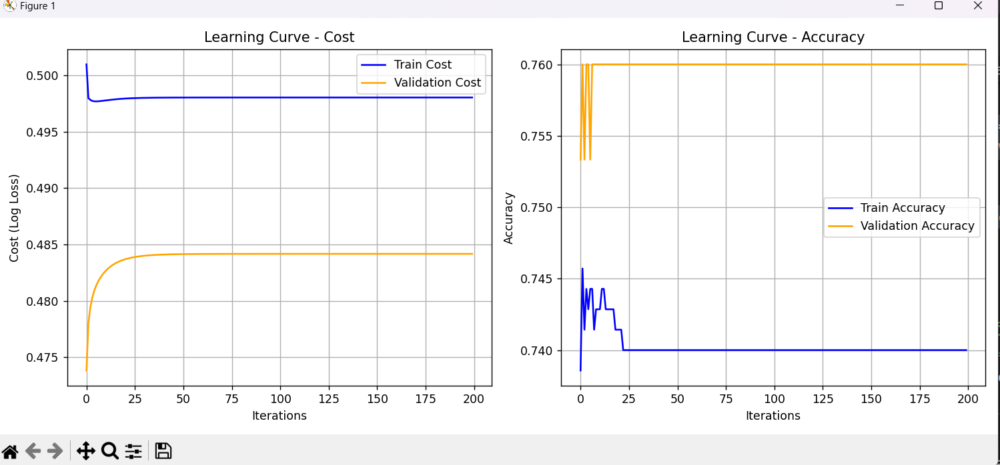 Figure 1
Learning Curve - Cost
Train Cost
Validation Cost
0.500
0.495
0.490
0.485
0.480
0.475
Cost (Log Loss)
0 25 50 75 100 125 150 175 200
Iterations
Learning Curve - Accuracy
0.760
0.755
0.750
0.745
0.740
Accuracy
Train Accuracy
Validation Accuracy
0 25 50 75 100 125 150 175 200
Iterations